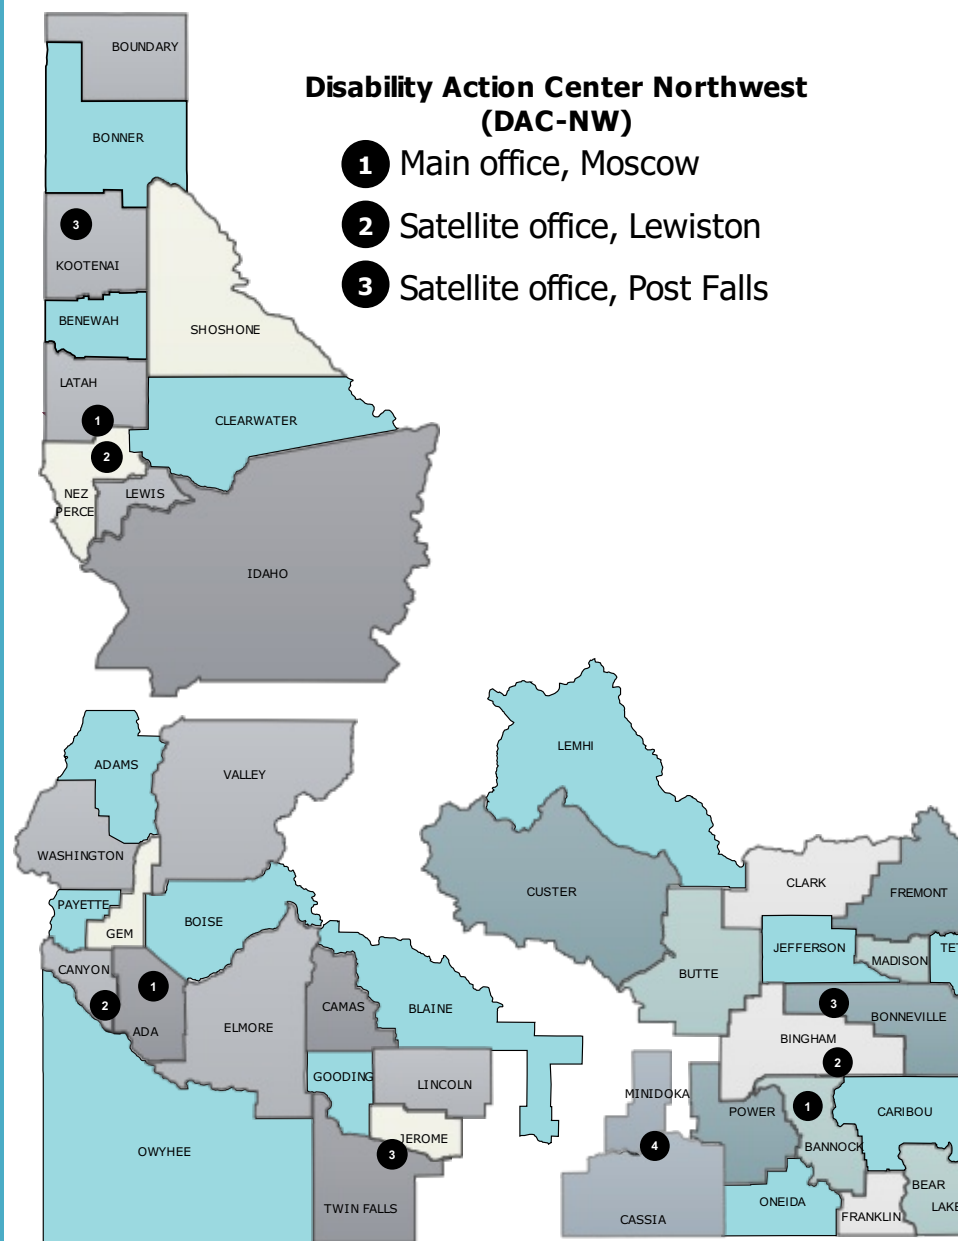 BOUNDARY
Disability Action Center Northwest
(DAC-NW)
BONNER
1 Main office, Moscow
3
2 Satellite office, Lewiston
KOOTENAI
3 Satellite office, Post Falls
BENEWAH
SHOSHONE
LATAH
1
CLEARWATER
2
NEZ
PERCE
LEWIS
IDAHO
ADAMS
VALLEY
WASHINGTON
PAYETTE
GEM
BOISE
CANYON
1
2
ADA
ELMORE
CAMAS
BLAINE
GOODING
LINCOLN
JEROME
3
OWYHEE
TWIN FALLS
LEMHI
CUSTER
CLARK
FREMONT
JEFFERSON
MADISON
TET
BUTTE
3
BONNEVILLE
BINGHAM
2
MINIDOKA
POWER
1
CARIBOU
4
BANNOCK
CASSIA
ONEIDA
FRANKLIN
BEAR
LAKE